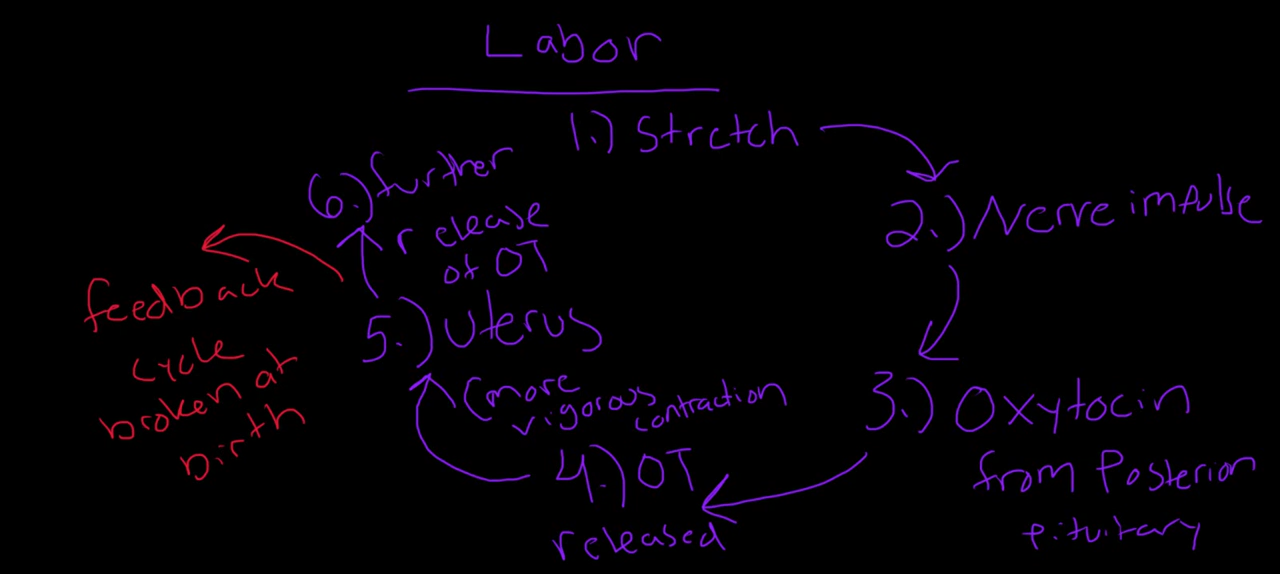 Labor
1.) Stretch
2.) Nerve impulse
3.) Oxytocin
from Posterior
pituitary
4.) OT
released
5.) Uterus
(more
vigorous
contraction
6.) further
release
of OT
feedback
cycle
broken at
birth